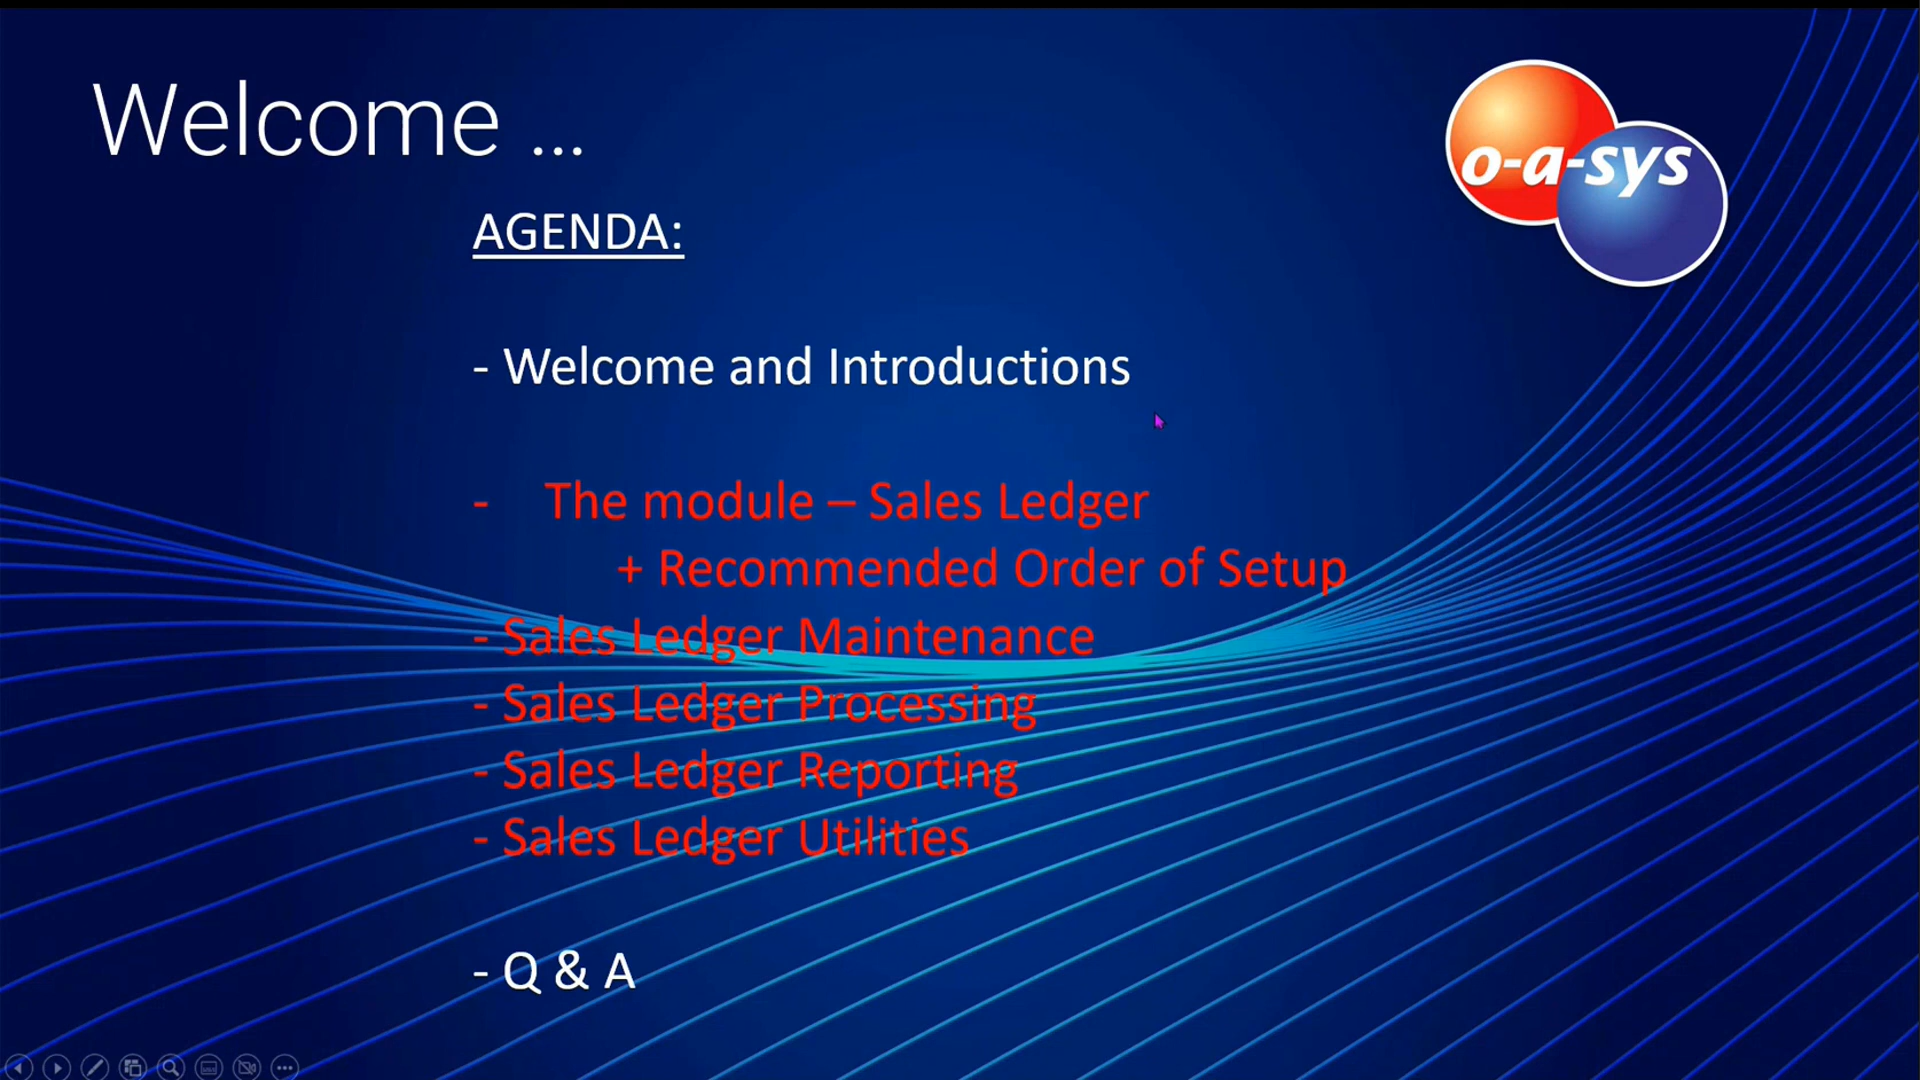 Welcome ...
o-a-sys
AGENDA:
- Welcome and Introductions
- The module – Sales Ledger
+ Recommended Order of Setup
- Sales Ledger Maintenance
- Sales Ledger Processing
- Sales Ledger Reporting
- Sales Ledger Utilities
- Q & A